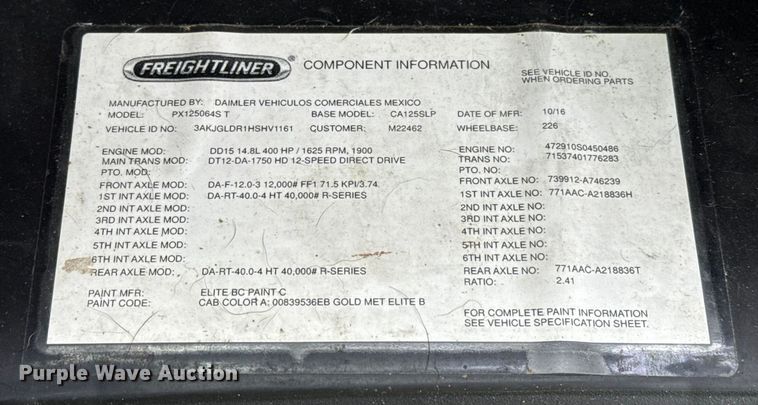 FREIGHTLINER® COMPONENT INFORMATION
SEE VEHICLE ID NO.
WHEN ORDERING PARTS
MANUFACTURED BY: DAIMLER VEHICULOS COMERCIALES MEXICO
MODEL: PX125064S T BASE MODEL: CA125SLP DATE OF MFR: 10/16
VEHICLE ID NO: 3AKJGLDR1HSHV1161 CUSTOMER: M22462 WHEELBASE: 226
ENGINE MOD: DD15 14.8L 400 HP / 1625 RPM, 1900 ENGINE NO: 472910S0450486
MAIN TRANS MOD: DT12-DA-1750 HD 12-SPEED DIRECT DRIVE TRANS NO: 71537401776283
PTO. MOD: PTO. NO:
FRONT AXLE MOD: DA-F-12.0-3 12,000# FF1 71.5 KPI/3.74 FRONT AXLE NO: 739912-A746239
1ST INT AXLE MOD: DA-RT-40.0-4 HT 40,000# R-SERIES 1ST INT AXLE NO: 771AAC-A218836H
2ND INT AXLE MOD: 2ND INT AXLE NO:
3RD INT AXLE MOD: 3RD INT AXLE NO:
4TH INT AXLE MOD: 4TH INT AXLE NO:
5TH INT AXLE MOD: 5TH INT AXLE NO:
6TH INT AXLE MOD: 6TH INT AXLE NO:
REAR AXLE MOD: DA-RT-40.0-4 HT 40,000# R-SERIES REAR AXLE NO: 771AAC-A218836T
RATIO: 2.41
PAINT MFR: ELITE BC PAINT C
PAINT CODE: CAB COLOR A: 00839536EB GOLD MET ELITE B
FOR COMPLETE PAINT INFORMATION
SEE VEHICLE SPECIFICATION SHEET.
Purple Wave Auction